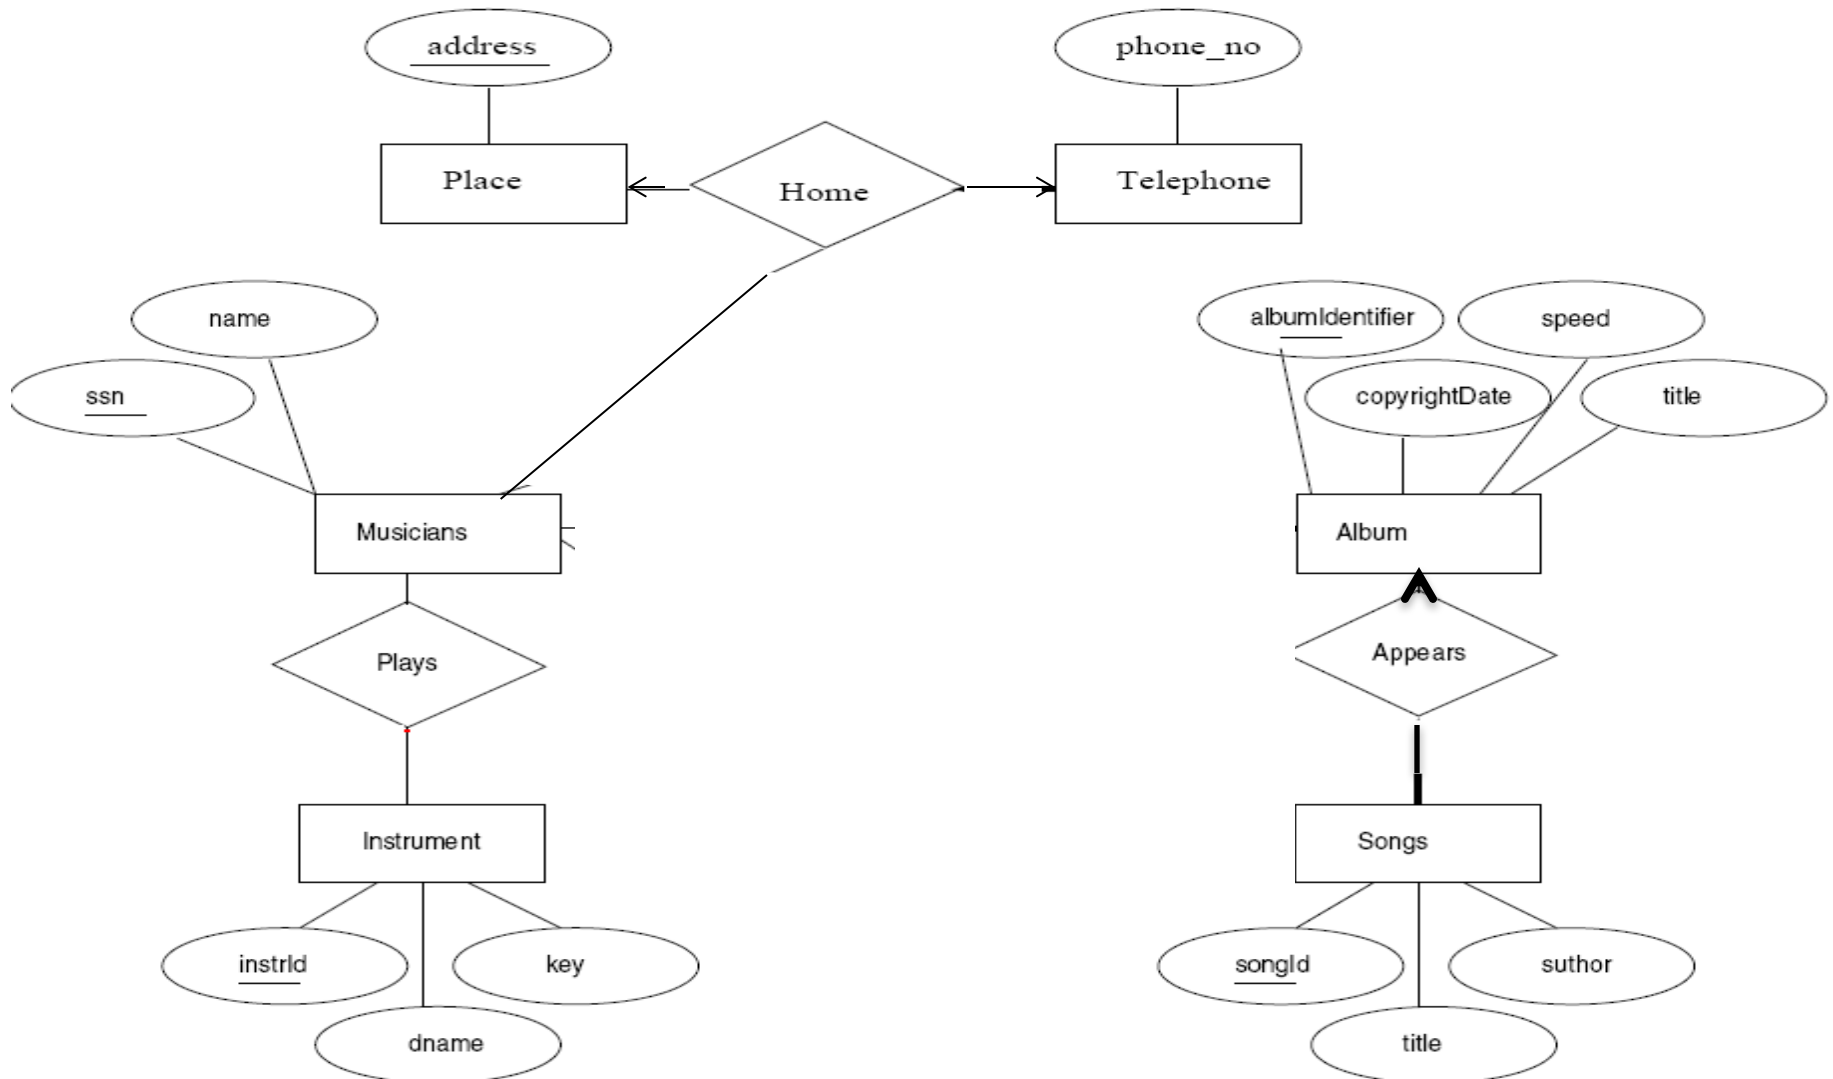 address
phone_no
Place
Home
Telephone
name
ssn
albumIdentifier
speed
copyrightDate
title
Musicians
Album
Plays
Appears
Instrument
Songs
instrId
key
songId
suthor
dname
title